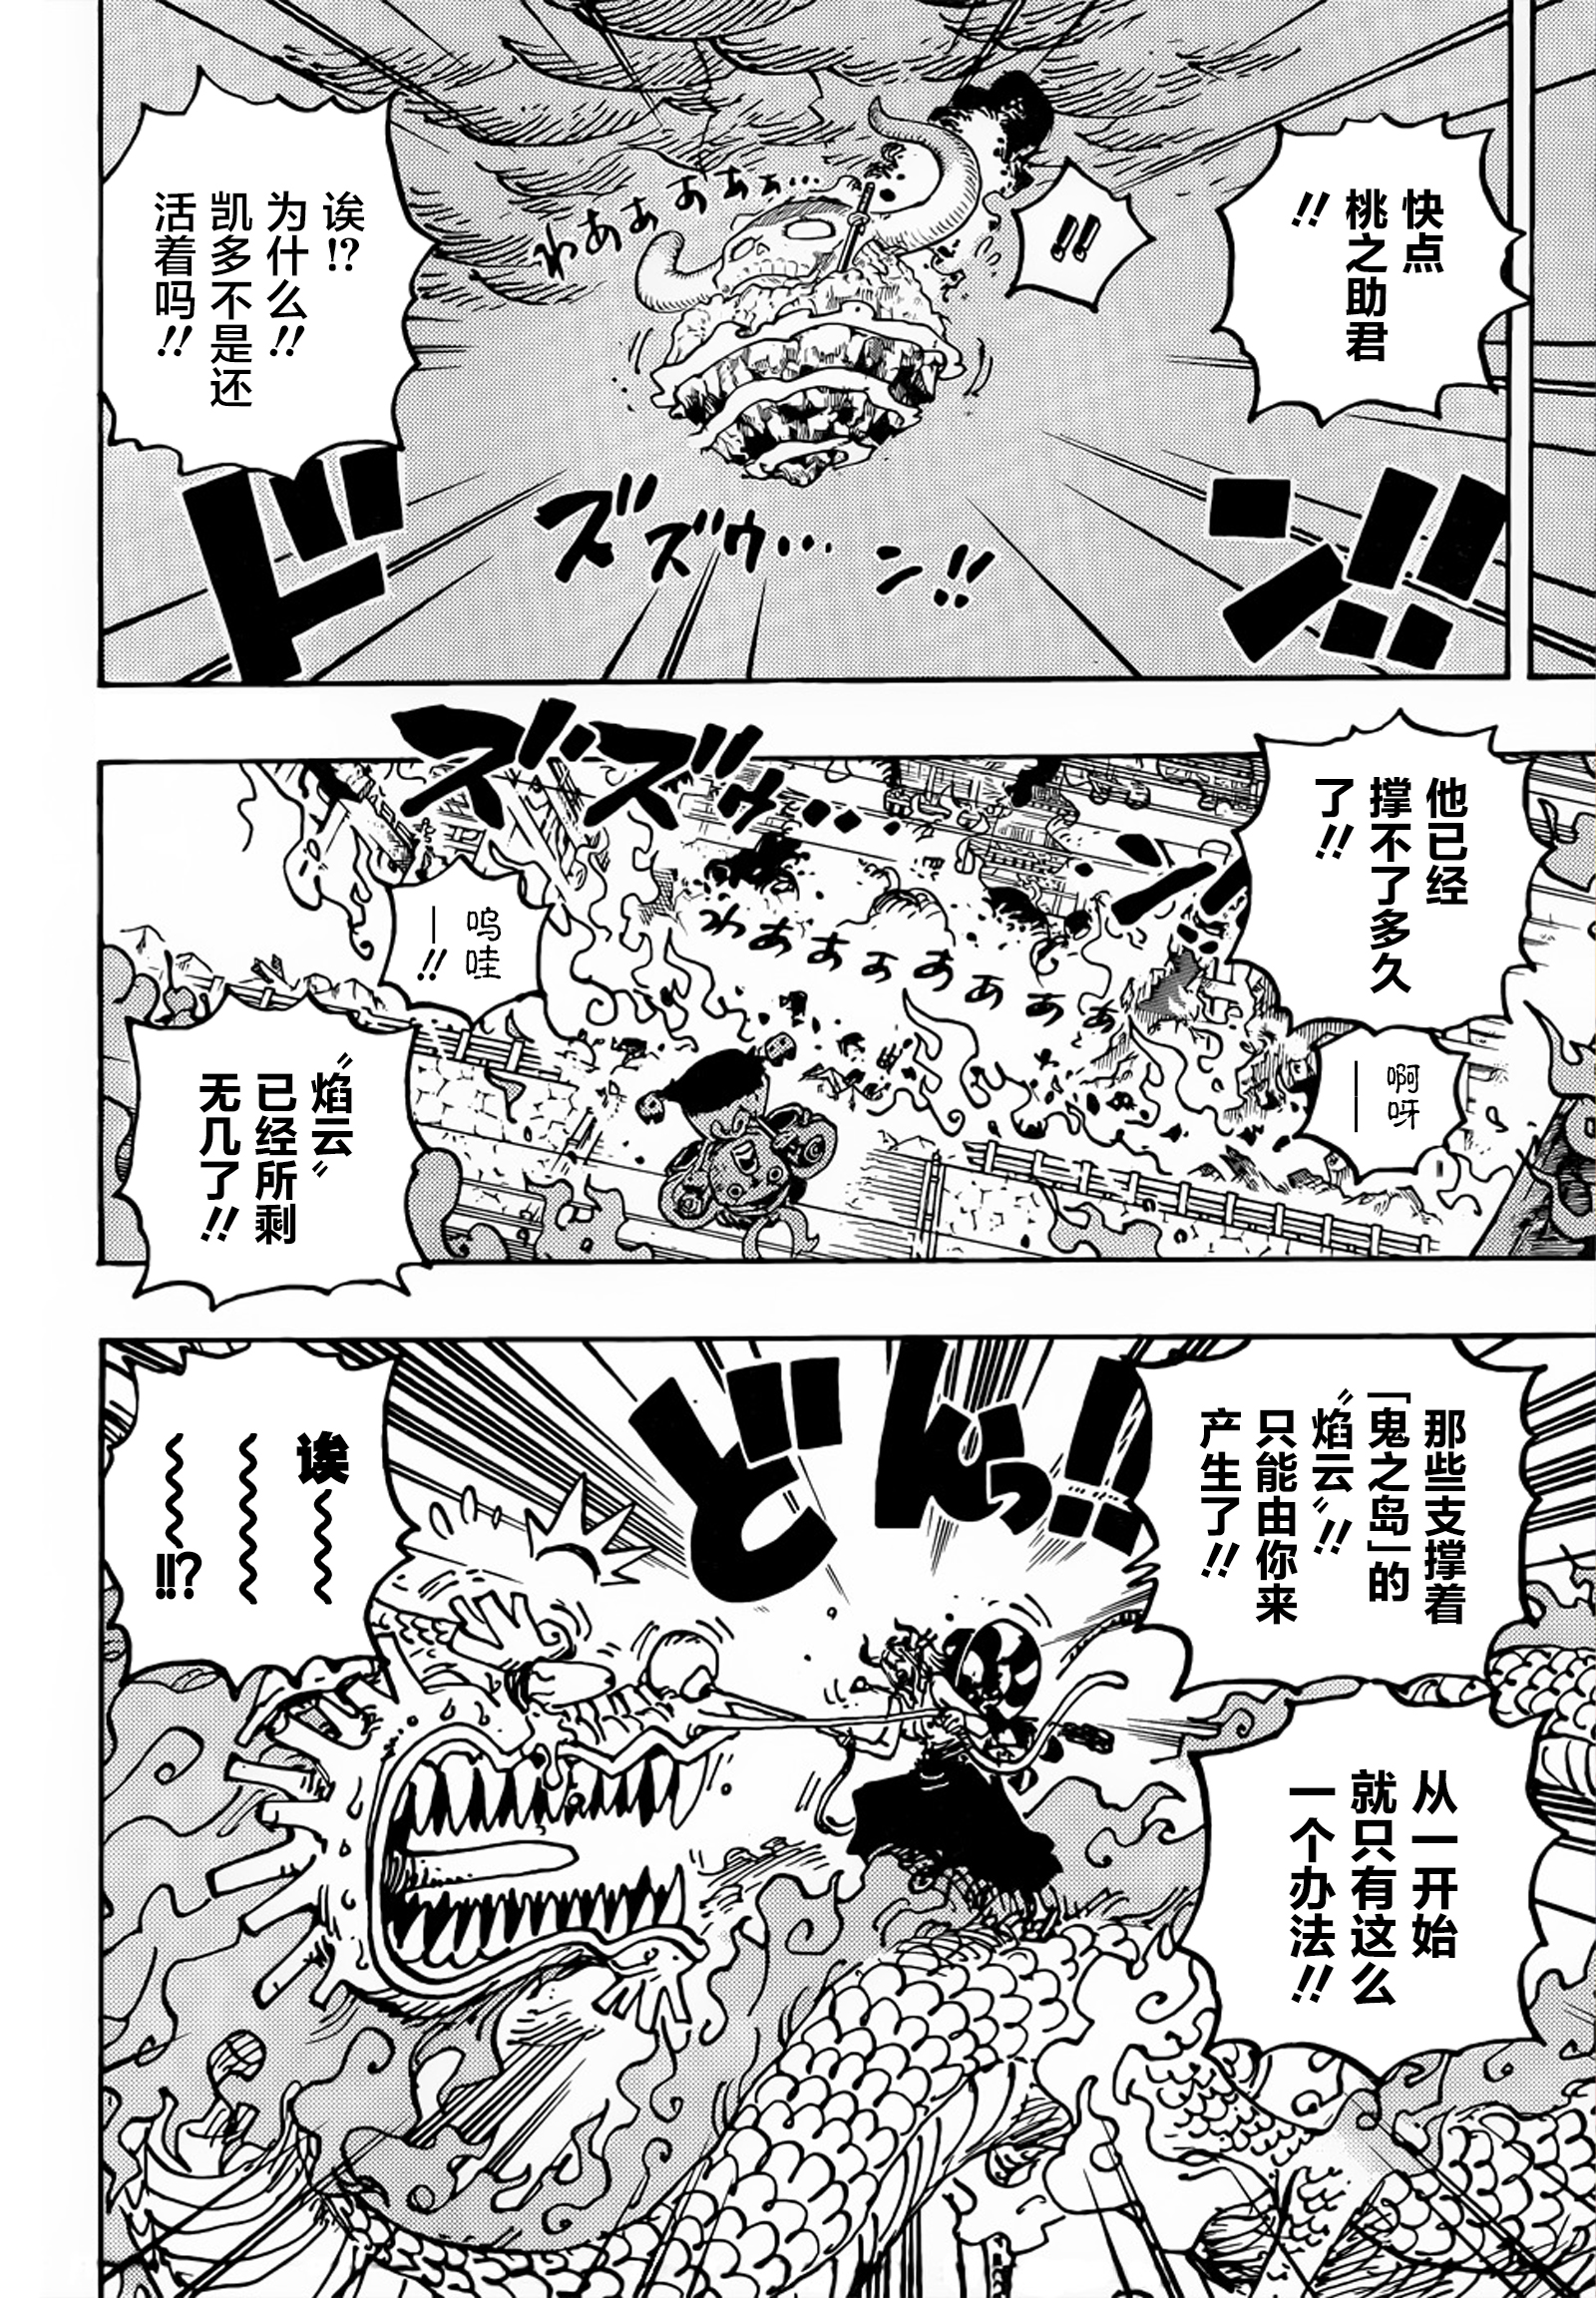 快点
桃之助君
!!
!!
诶!?
为什么!!
凯多不是还
活着吗!!
わあああああぁ…
ズズゥ…ン!!
ドン!!
他已经
撑不了多久
了!!
ズズゥ…ン!!
啊呀
——
呜哇
—!!
わあああああああ
〝焰云〞
已经所剩
无几了!!
那些支撑着
「鬼之岛」的
〝焰云〞!!
只能由你来
产生了!!
从一开始
就只有这么
一个办法!!
どんっ!!
诶～～～
～～～～
～～～!!?